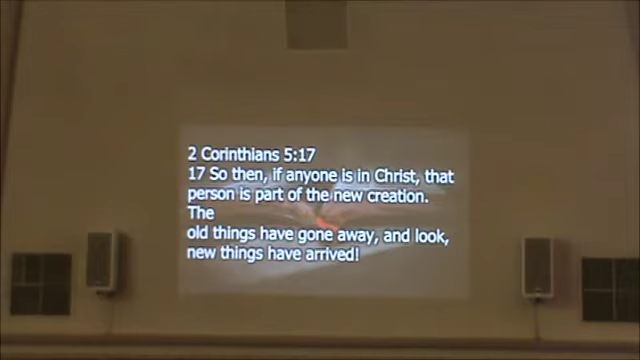 2 Corinthians 5:17
17 So then, if anyone is in Christ, that
person is part of the new creation.
The
old things have gone away, and look,
new things have arrived!